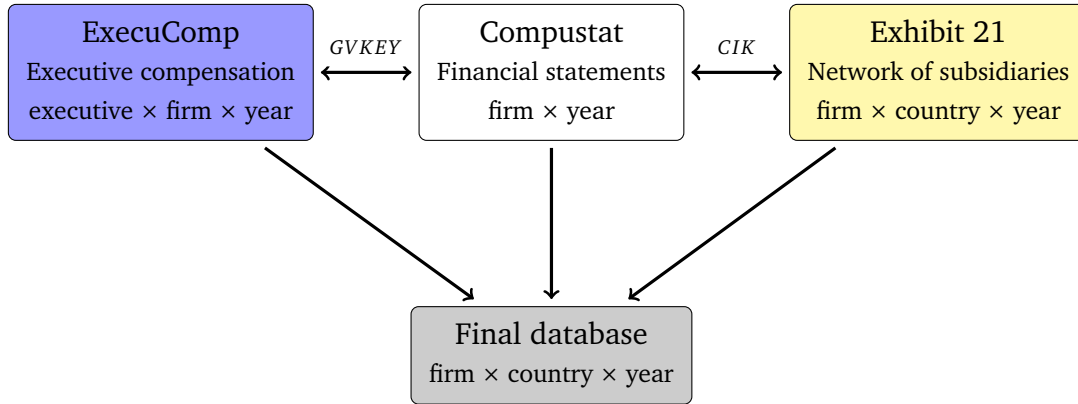 ExecuComp
Executive compensation
executive × firm × year
GVKEY
Compustat
Financial statements
firm × year
CIK
Exhibit 21
Network of subsidiaries
firm × country × year
Final database
firm × country × year